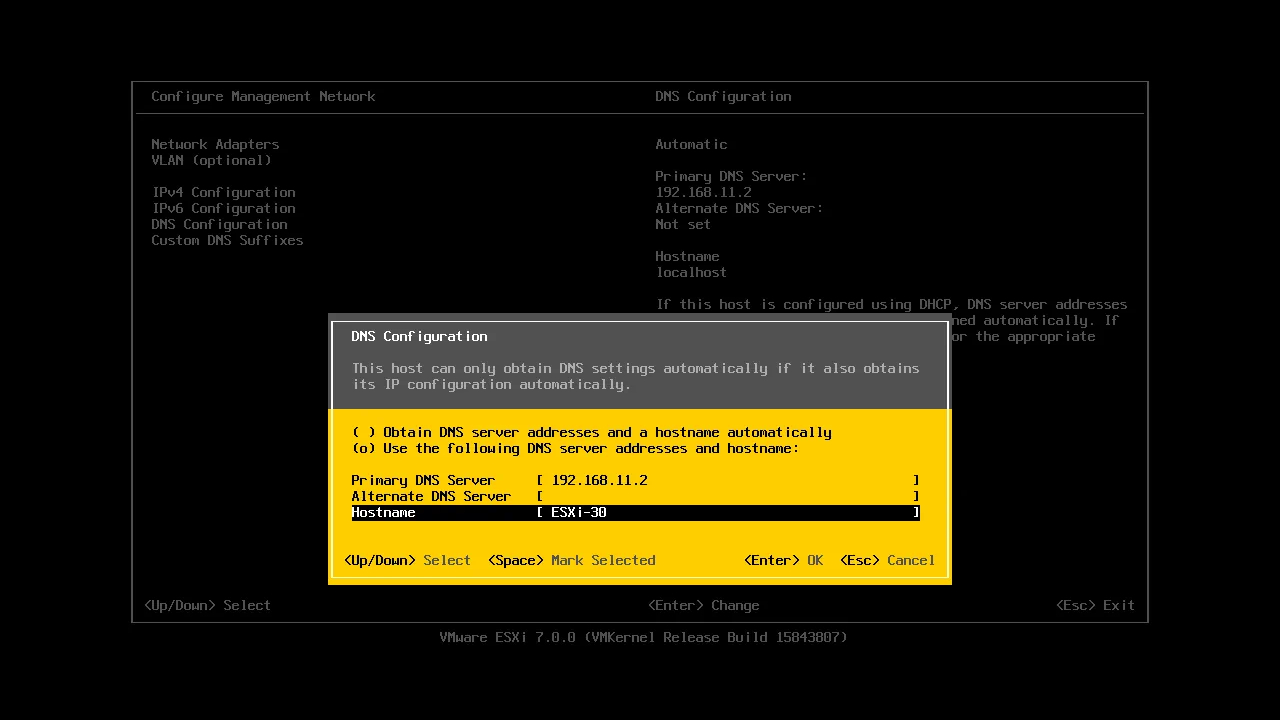 Configure Management Network
DNS Configuration
Network Adapters
VLAN (optional)
IPv4 Configuration
IPv6 Configuration
DNS Configuration
Custom DNS Suffixes
Automatic
Primary DNS Server:
192.168.11.2
Alternate DNS Server:
Not set
Hostname
localhost
If this host is configured using DHCP, DNS server addresses
ned automatically. If
or the appropriate
DNS Configuration
This host can only obtain DNS settings automatically if it also obtains
its IP configuration automatically.
( ) Obtain DNS server addresses and a hostname automatically
(o) Use the following DNS server addresses and hostname:
Primary DNS Server [ 192.168.11.2 ]
Alternate DNS Server [ ]
Hostname [ ESXi-30 ]
<Up/Down> Select <Space> Mark Selected <Enter> OK <Esc> Cancel
<Up/Down> Select <Enter> Change <Esc> Exit
VMware ESXi 7.0.0 (VMKernel Release Build 15843807)